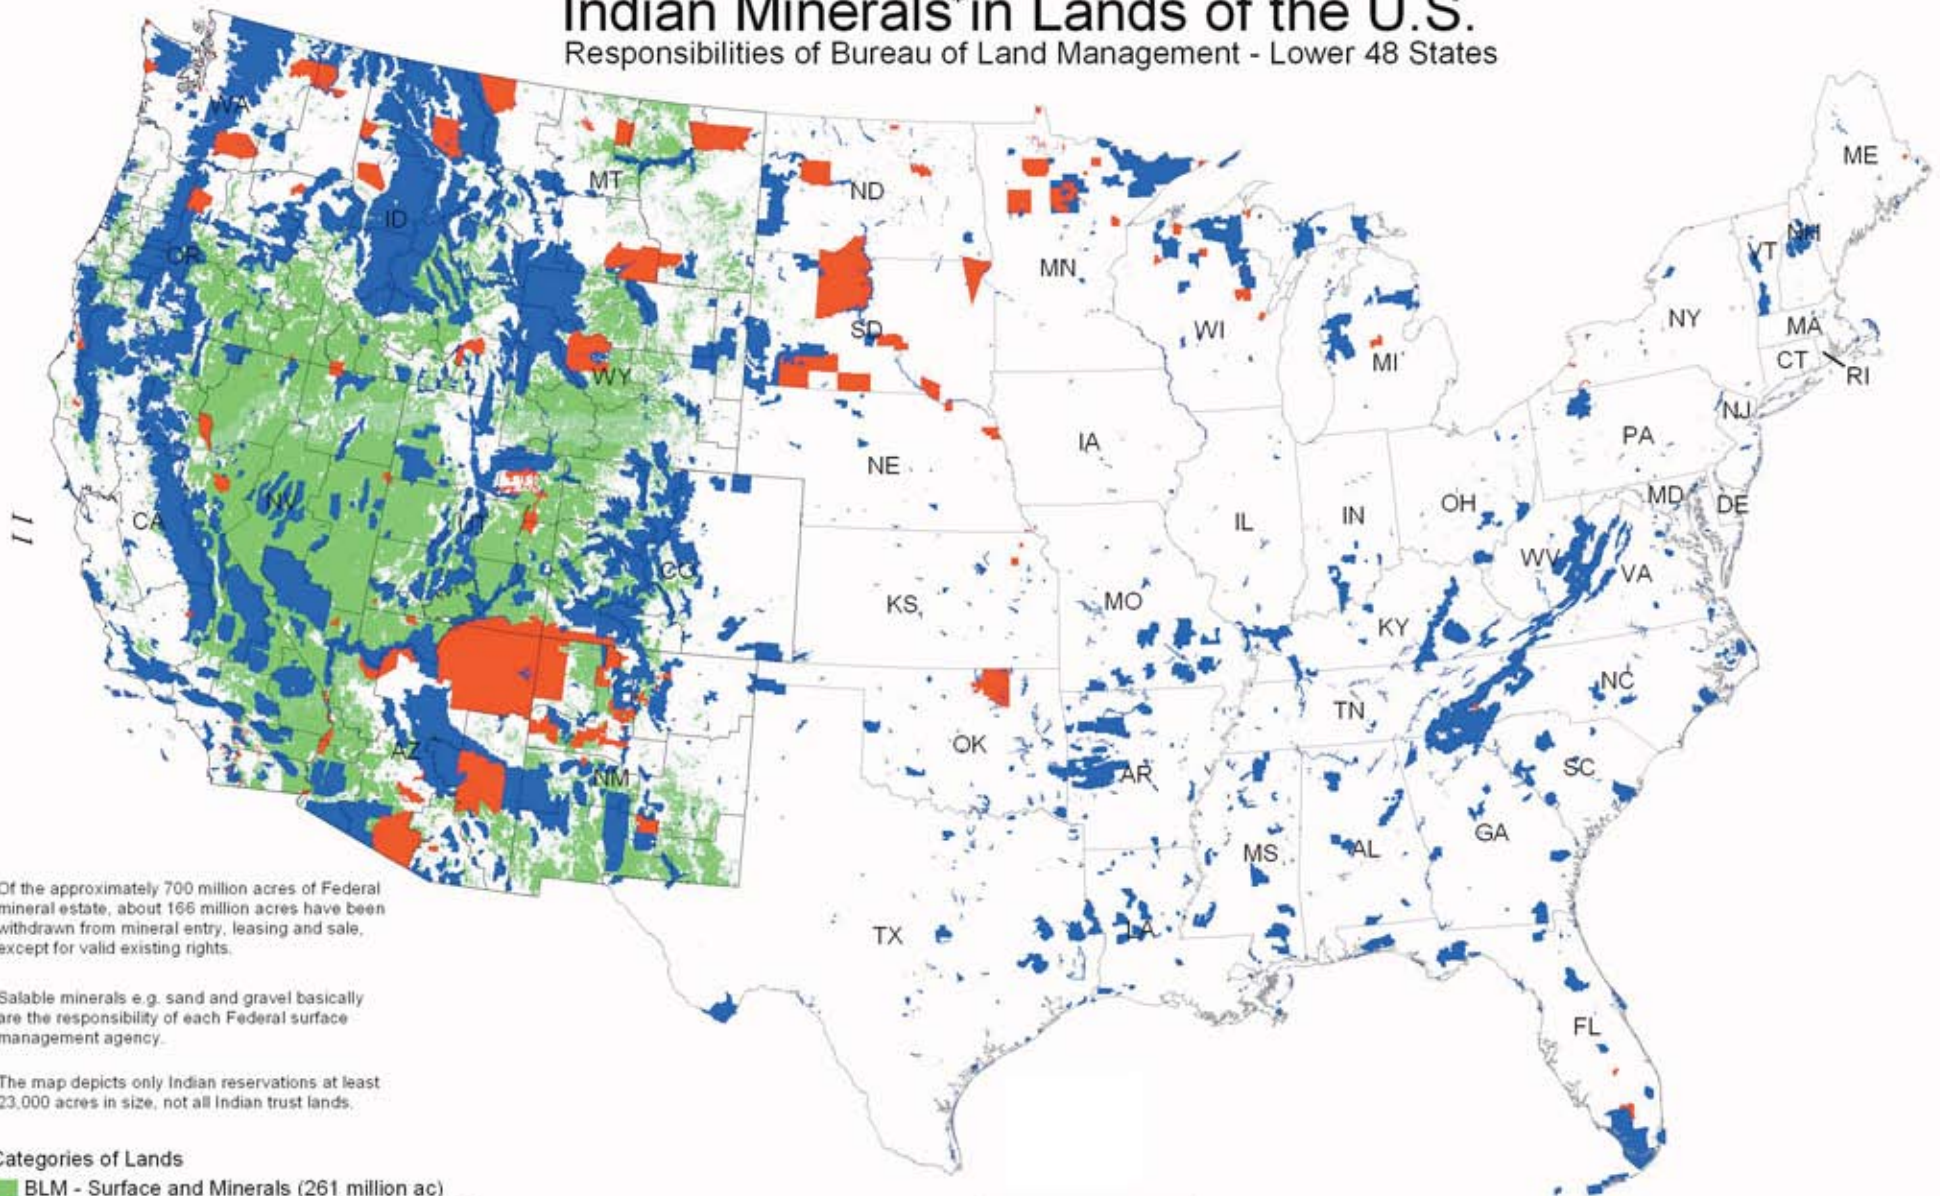 Indian Minerals in Lands of the U.S.
Responsibilities of Bureau of Land Management - Lower 48 States
WA
MT
ND
ME
ID
OR
MN
VT
NH
SD
WI
NY
MA
MI
CT
RI
WY
NJ
IA
PA
NE
MD
DE
NV
CA
UT
IL
IN
OH
WV
VA
CO
KS
MO
KY
NC
TN
AZ
OK
NM
AR
SC
GA
MS
AL
TX
LA
FL
11
Of the approximately 700 million acres of Federal
mineral estate, about 166 million acres have been
withdrawn from mineral entry, leasing and sale,
except for valid existing rights.
Salable minerals e.g. sand and gravel basically
are the responsibility of each Federal surface
management agency.
The map depicts only Indian reservations at least
23,000 acres in size, not all Indian trust lands.
Categories of Lands
BLM - Surface and Minerals (261 million ac)